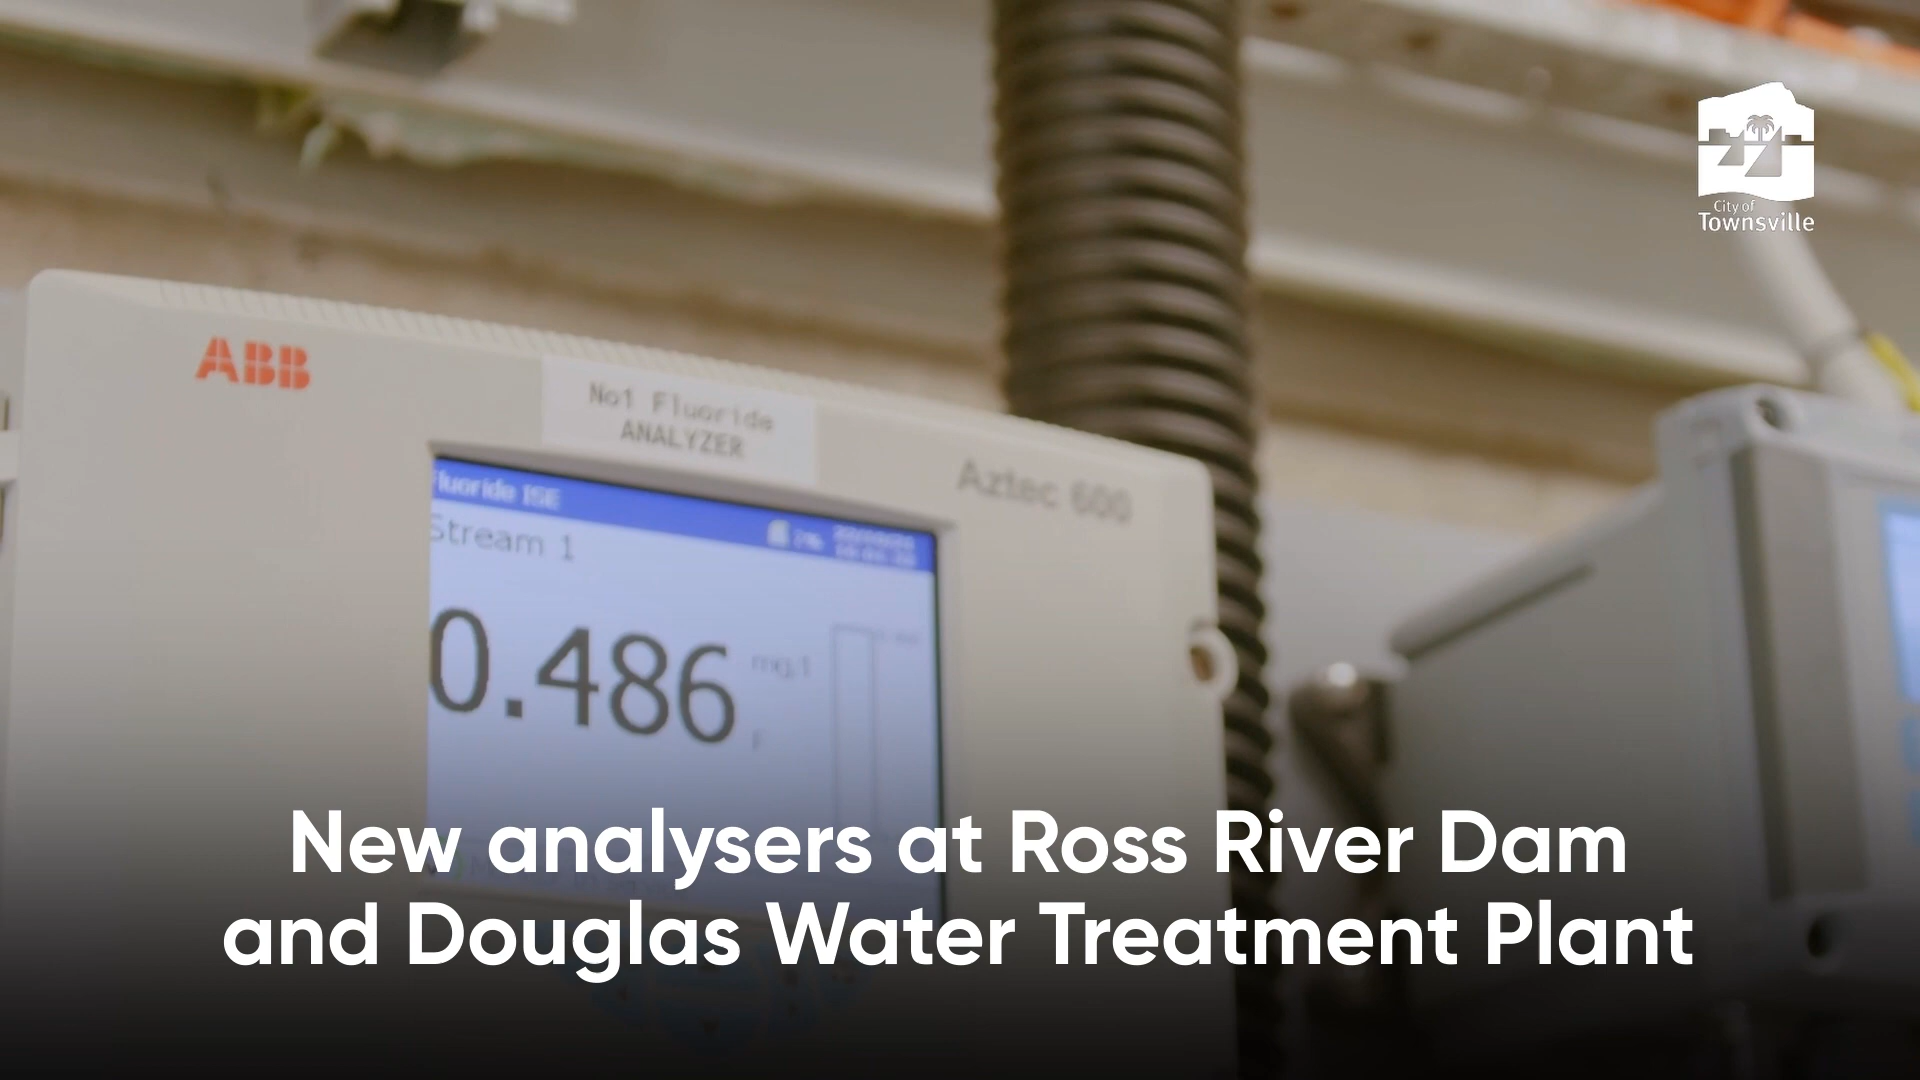 City of
Townsville
ABB
No1 Fluoride
ANALYZER
Aztec 600
Fluoride ISE
Stream 1
0.486 mg/l
F
New analysers at Ross River Dam
and Douglas Water Treatment Plant